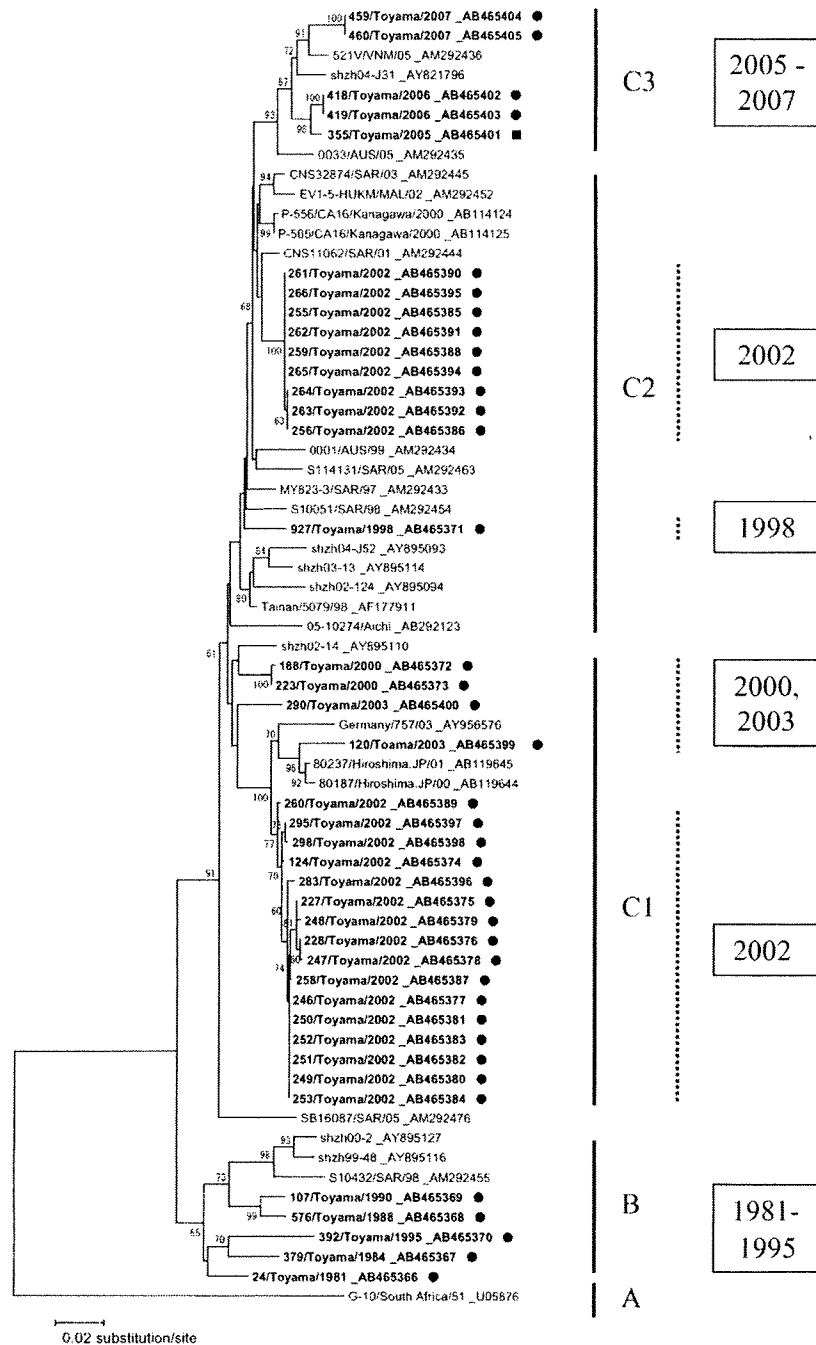 459/Toyama/2007 _AB465404
460/Toyama/2007 _AB465405
521V/VNM/05 _AM292436
shzh04-J31 _AY821796
418/Toyama/2006 _AB465402
419/Toyama/2006 _AB465403
355/Toyama/2005 _AB465401
0033/AUS/05 _AM292435
C3
2005 -
2007
CNS32874/SAR/03 _AM292445
EV1-5-HUKM/MAL/02 _AM292452
P-556/CA16/Kanagawa/2000 _AB114124
P-505/CA16/Kanagawa/2000 _AB114125
CNS11062/SAR/01 _AM292444
261/Toyama/2002 _AB465390
266/Toyama/2002 _AB465395
255/Toyama/2002 _AB465385
262/Toyama/2002 _AB465391
259/Toyama/2002 _AB465388
265/Toyama/2002 _AB465394
264/Toyama/2002 _AB465393
263/Toyama/2002 _AB465392
256/Toyama/2002 _AB465386
0001/AUS/99 _AM292434
S114131/SAR/05 _AM292463
MY823-3/SAR/97 _AM292433
S10051/SAR/98 _AM292454
927/Toyama/1998 _AB465371
shzh04-J52 _AY895093
shzh03-13 _AY895114
shzh02-124 _AY895094
Tainan/5079/98 _AF177911
05-10274/Aichi _AB292123
C2
2002
1998
shzh02-14 _AY895110
188/Toyama/2000 _AB465372
223/Toyama/2000 _AB465373
290/Toyama/2003 _AB465400
Germany/757/03 _AY956576
120/Toama/2003 _AB465399
80237/Hiroshima.JP/01 _AB119645
80187/Hiroshima.JP/00 _AB119644
260/Toyama/2002 _AB465389
295/Toyama/2002 _AB465397
298/Toyama/2002 _AB465398
124/Toyama/2002 _AB465374
283/Toyama/2002 _AB465396
227/Toyama/2002 _AB465375
248/Toyama/2002 _AB465379
228/Toyama/2002 _AB465376
247/Toyama/2002 _AB465378
258/Toyama/2002 _AB465387
246/Toyama/2002 _AB465377
250/Toyama/2002 _AB465381
252/Toyama/2002 _AB465383
251/Toyama/2002 _AB465382
249/Toyama/2002 _AB465380
253/Toyama/2002 _AB465384
SB16087/SAR/05 _AM292476
C1
2000,
2003
2002
shzh00-2 _AY895127
shzh99-48 _AY895116
S10432/SAR/98 _AM292455
107/Toyama/1990 _AB465369
576/Toyama/1988 _AB465368
392/Toyama/1995 _AB465370
379/Toyama/1984 _AB465367
24/Toyama/1981 _AB465366
B
1981-
1995
G-10/South Africa/51 _U05876
A
100
91
72
87
100
98
93
94
99
68
100
63
84
80
61
100
70
96
92
100
77
70
60
74
91
95
98
73
99
70
65
0.02 substitution/site